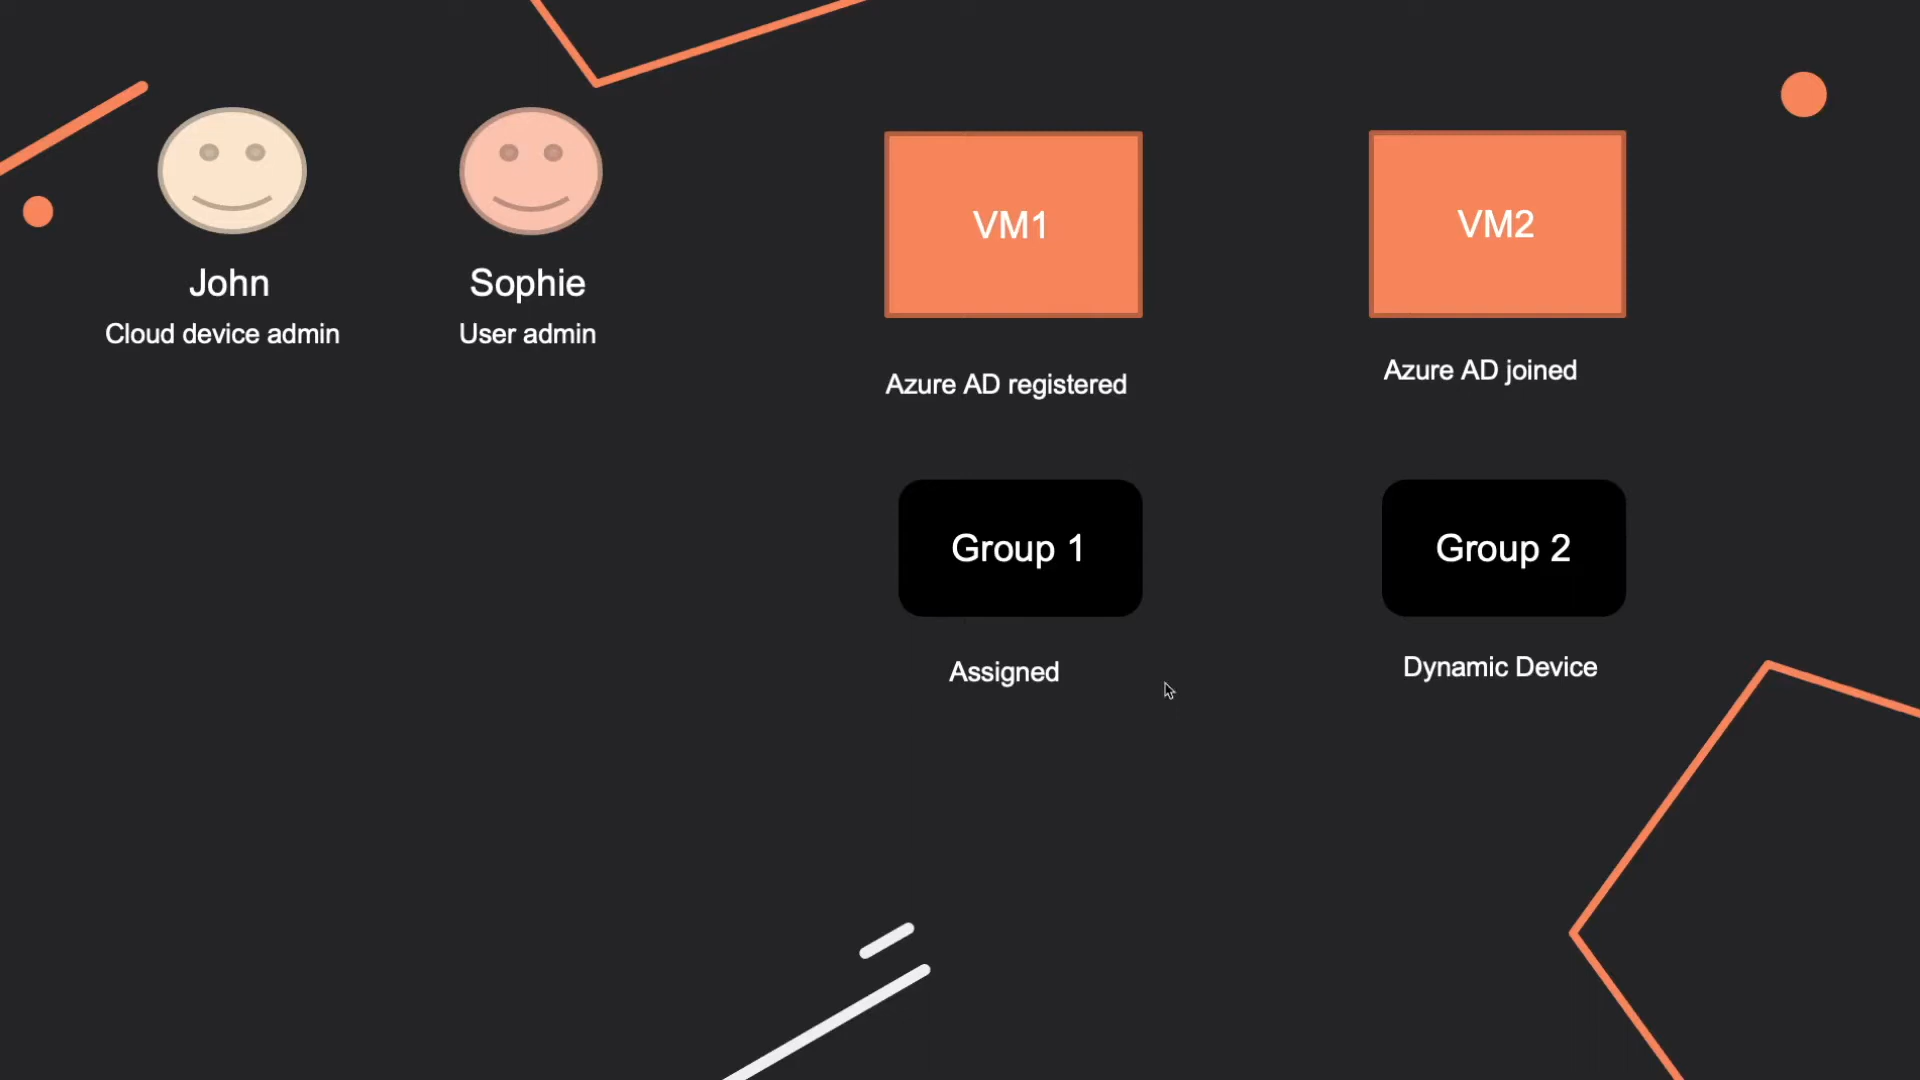 John
Cloud device admin
Sophie
User admin
VM1
Azure AD registered
VM2
Azure AD joined
Group 1
Assigned
Group 2
Dynamic Device